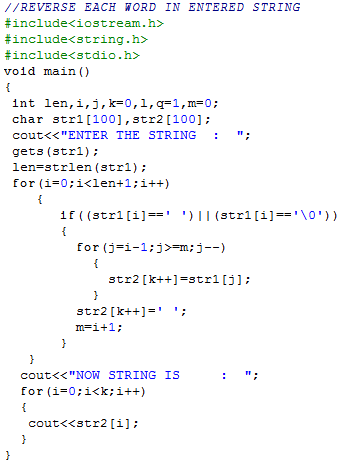 //REVERSE EACH WORD IN ENTERED STRING
#include<iostream.h>
#include<string.h>
#include<stdio.h>
void main()
{
int len,i,j,k=0,l,q=1,m=0;
char str1[100],str2[100];
cout<<"ENTER THE STRING  :  ";
gets(str1);
len=strlen(str1);
for(i=0;i<len+1;i++)
{
if((str1[i]==' ')||(str1[i]=='\0'))
{
for(j=i-1;j>=m;j--)
{
str2[k++]=str1[j];
}
str2[k++]=' ';
m=i+1;
}
}
cout<<"NOW STRING IS     :  ";
for(i=0;i<k;i++)
{
cout<<str2[i];
}
}